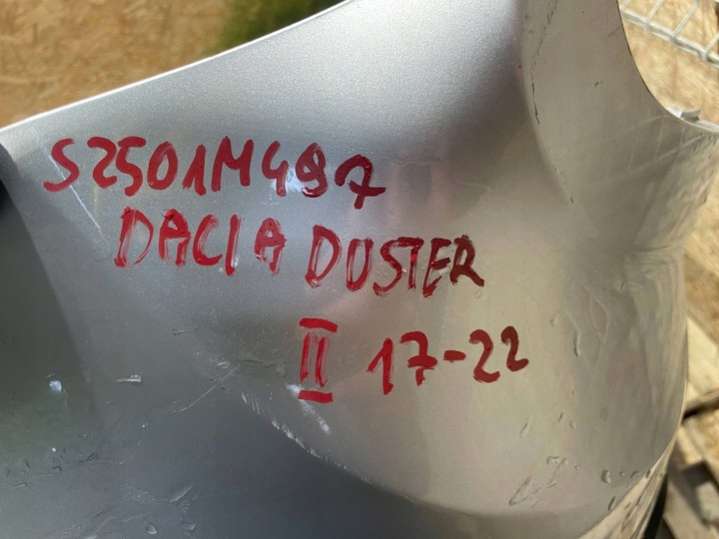 S2501M497
DACIA DUSTER
II 17-22